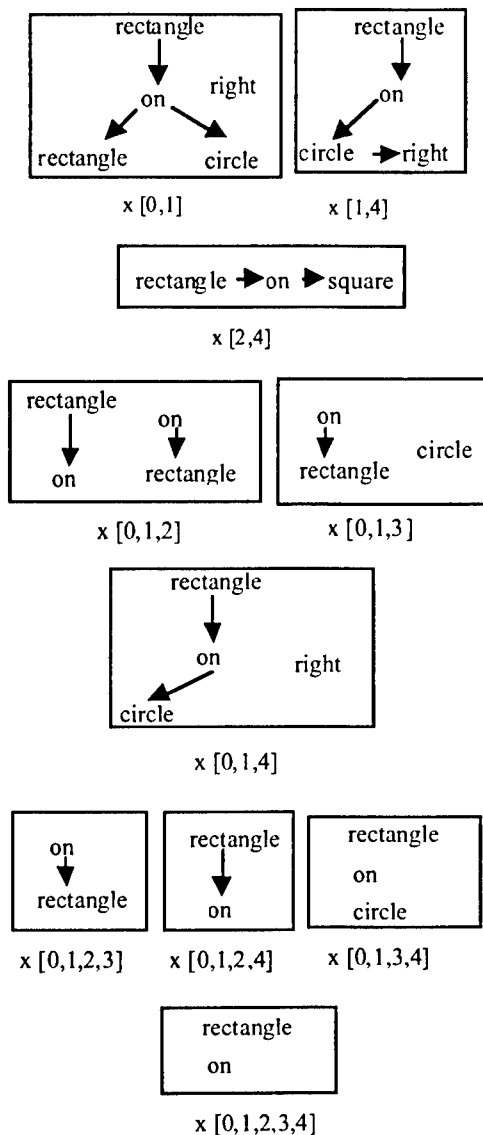 rectangle
on
right
rectangle
circle
x [0,1]
rectangle
on
circle right
x [1,4]
rectangle on square
x [2,4]
rectangle
on
on
rectangle
x [0,1,2]
on
rectangle
circle
x [0,1,3]
rectangle
on
right
circle
x [0,1,4]
on
rectangle
x [0,1,2,3]
rectangle
on
x [0,1,2,4]
rectangle
on
circle
x [0,1,3,4]
rectangle
on
x [0,1,2,3,4]